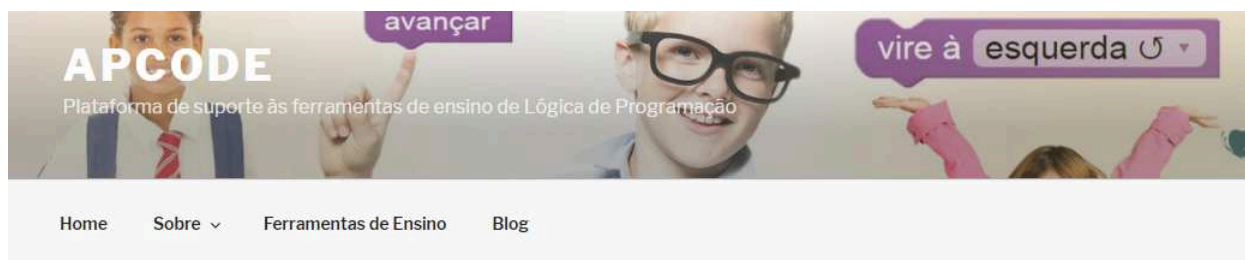 avançar
vire à esquerda
APCODE
Plataforma de suporte às ferramentas de ensino de Lógica de Programação
Home Sobre Ferramentas de Ensino Blog